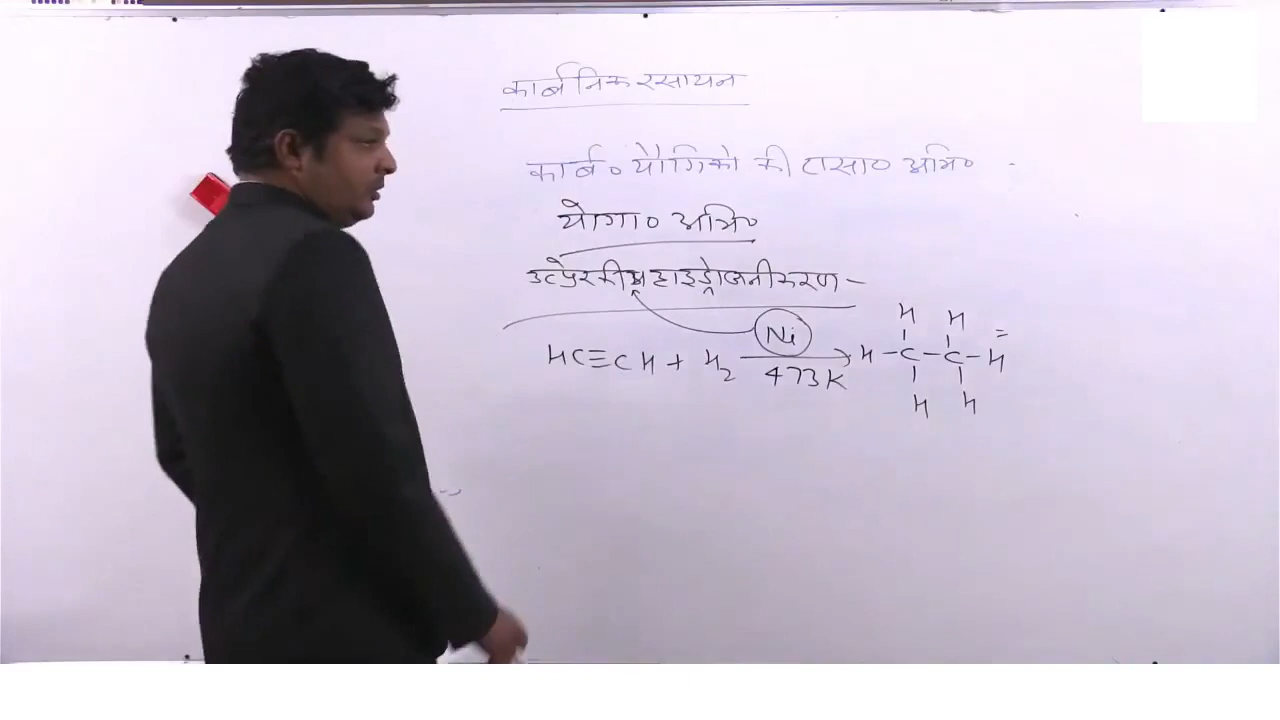 कार्बनिक रसायन
कार्ब० यौगिको की रासा० अभि० -
योगा० अभि०
उत्प्रेरकीय हाइड्रोजनीकरण -
HC≡CH + H₂ —Ni/473K→ H-C-C-H
H H
H H